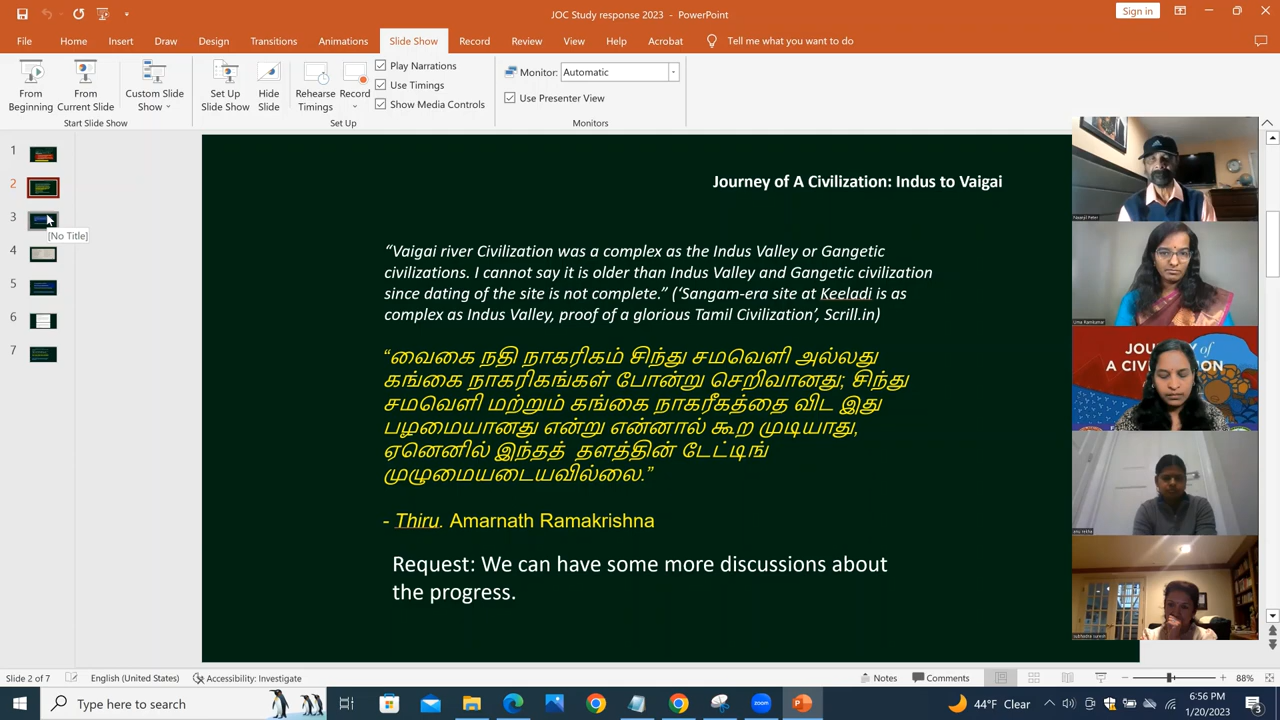 JOC Study response 2023 - PowerPoint
Sign in
File Home Insert Draw Design Transitions Animations Slide Show Record Review View Help Acrobat Tell me what you want to do
From Beginning
From Current Slide
Custom Slide Show
Set Up Slide Show
Hide Slide
Rehearse Timings
Record
Play Narrations
Use Timings
Show Media Controls
Monitor: Automatic
Use Presenter View
Start Slide Show
Set Up
Monitors
1
2
3
[No Title]
4
5
6
7
Journey of A Civilization: Indus to Vaigai
“Vaigai river Civilization was a complex as the Indus Valley or Gangetic
civilizations. I cannot say it is older than Indus Valley and Gangetic civilization
since dating of the site is not complete.” (‘Sangam-era site at Keeladi is as
complex as Indus Valley, proof of a glorious Tamil Civilization’, Scrill.in)
“வைகை நதி நாகரிகம் சிந்து சமவெளி அல்லது
கங்கை நாகரிகங்கள் போன்று செறிவானது; சிந்து
சமவெளி மற்றும் கங்கை நாகரீகத்தை விட இது
பழமையானது என்று என்னால் கூற முடியாது,
ஏனெனில் இந்தத் தளத்தின் டேட்டிங்
முழுமையடையவில்லை.”
- Thiru. Amarnath Ramakrishna
Request: We can have some more discussions about
the progress.
JOURNEY of
A CIVILIZATION
Slide 2 of 7
English (United States)
Accessibility: Investigate
Notes
Comments
88%
Type here to search
zoom
44°F Clear
6:56 PM
1/20/2023
3